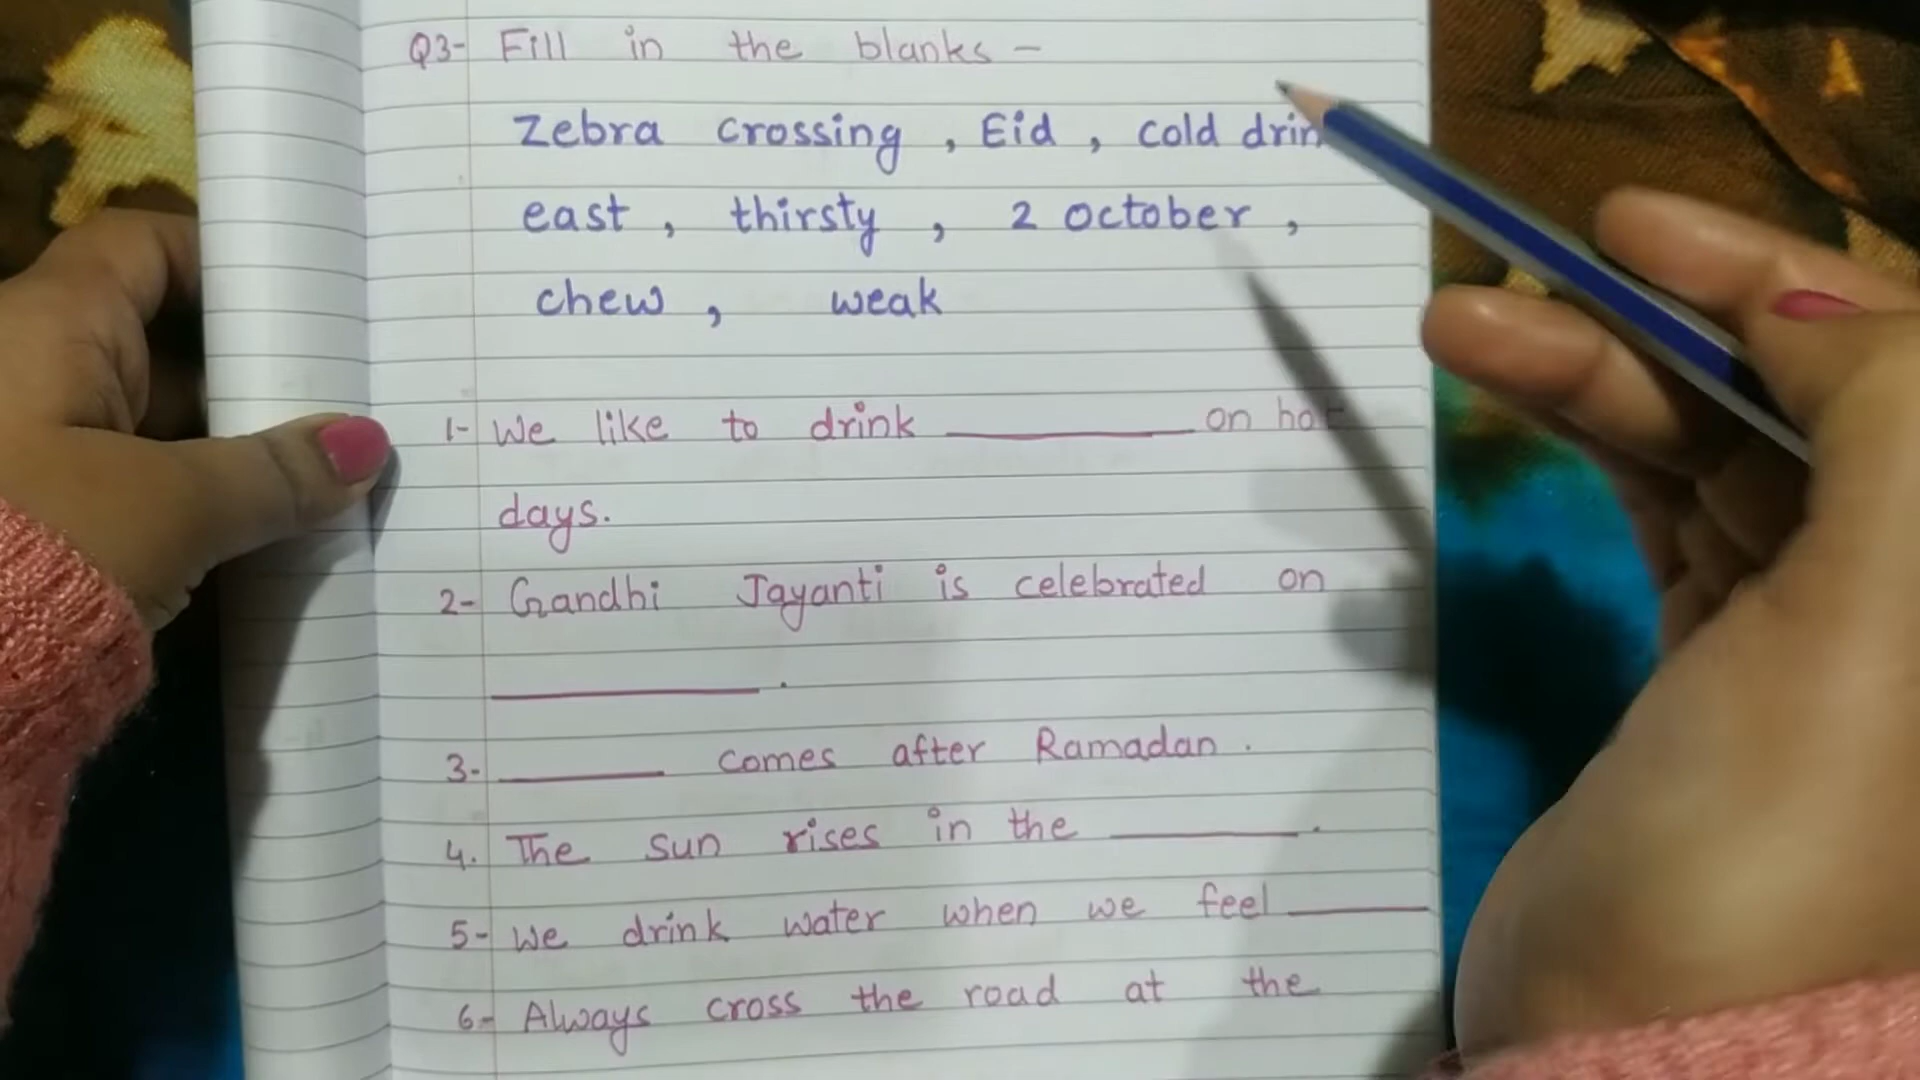 Q3- Fill in the blanks -
Zebra crossing , Eid , cold
east , thirsty , 2 october ,
chew , weak
1- We like to drink ________ on hot
days.
2- Gandhi Jayanti is celebrated on
________ .
3- ________ comes after Ramadan .
4. The sun rises in the ________ .
5- We drink water when we feel ________
6- Always cross the road at the